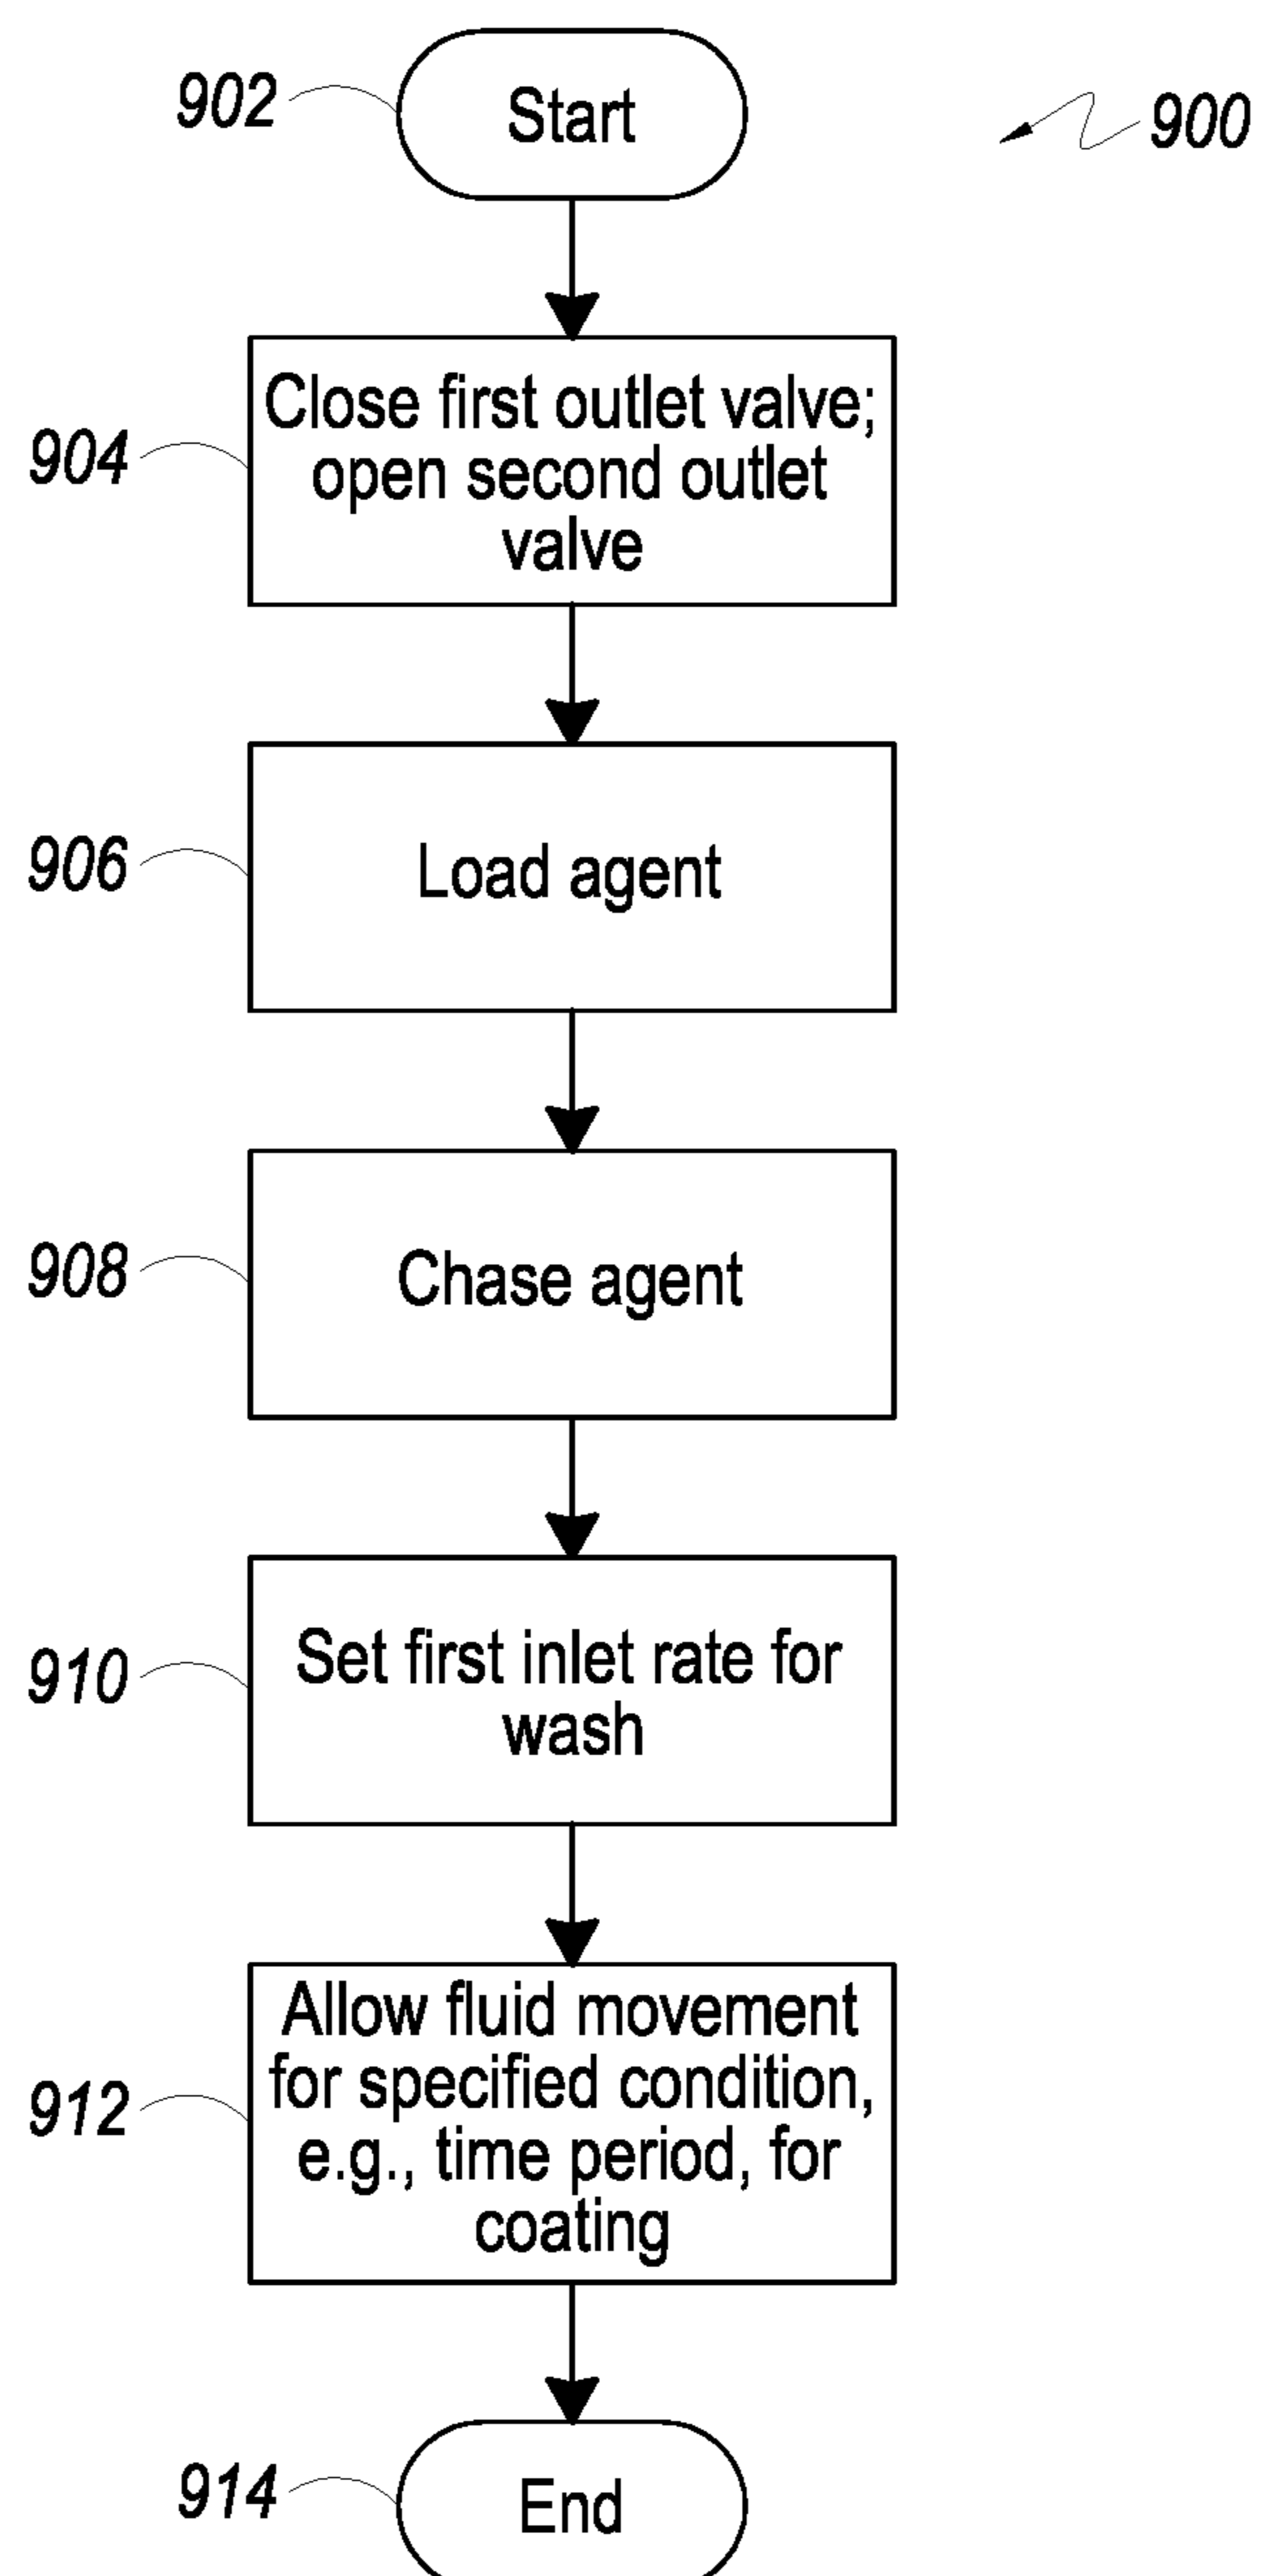 902
Start
900
904
Close first outlet valve;
open second outlet
valve
906
Load agent
908
Chase agent
910
Set first inlet rate for
wash
912
Allow fluid movement
for specified condition,
e.g., time period, for
coating
914
End